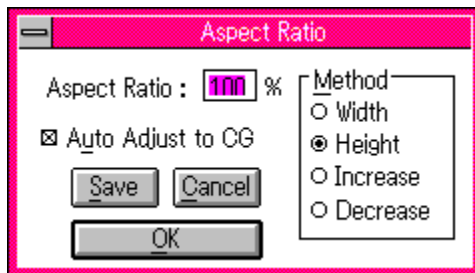 Aspect Ratio
Aspect Ratio : 100 %
Auto Adjust to CG
Save
Cancel
OK
Method
Width
Height
Increase
Decrease